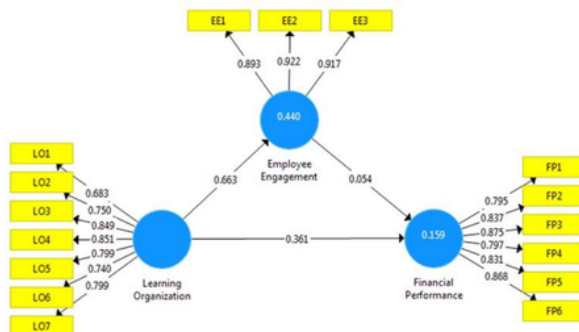 EE1
EE2
EE3
0.893
0.922
0.917
0.440
Employee
Engagement
0.663
0.054
LO1
LO2
LO3
LO4
LO5
LO6
LO7
0.683
0.750
0.849
0.851
0.799
0.740
0.799
Learning
Organization
0.361
0.159
Financial
Performance
0.795
0.837
0.875
0.797
0.831
0.868
FP1
FP2
FP3
FP4
FP5
FP6